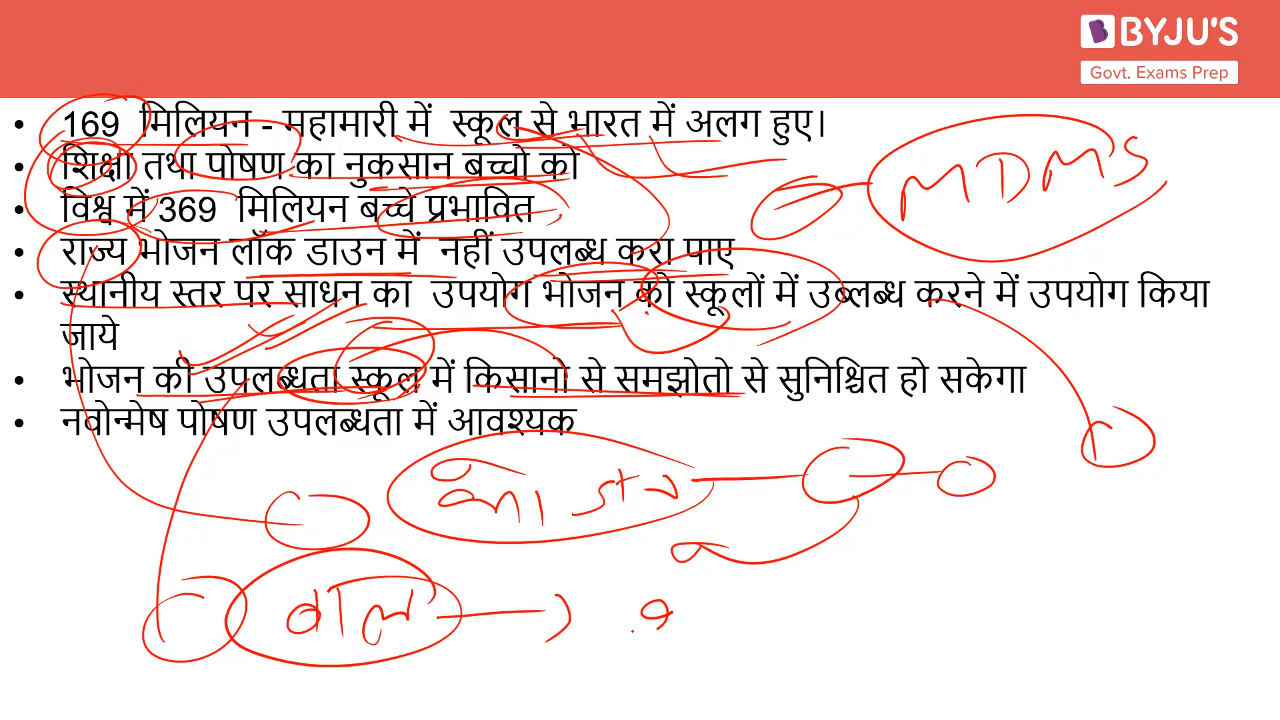 BYJU'S
Govt. Exams Prep
• 169 मिलियन - महामारी में स्कूल से भारत में अलग हुए।
• शिक्षा तथा पोषण का नुकसान बच्चो को
• विश्व में 369 मिलियन बच्चे प्रभावित
• राज्य भोजन लॉक डाउन में नहीं उपलब्ध करा पाए
• स्थानीय स्तर पर साधन का उपयोग भोजन को स्कूलों में उब्लब्ध करने में उपयोग किया
जाये
• भोजन की उपलब्धता स्कूल में किसानो से समझोतो से सुनिश्चित हो सकेगा
• नवोन्मेष पोषण उपलब्धता में आवश्यक
MDMS